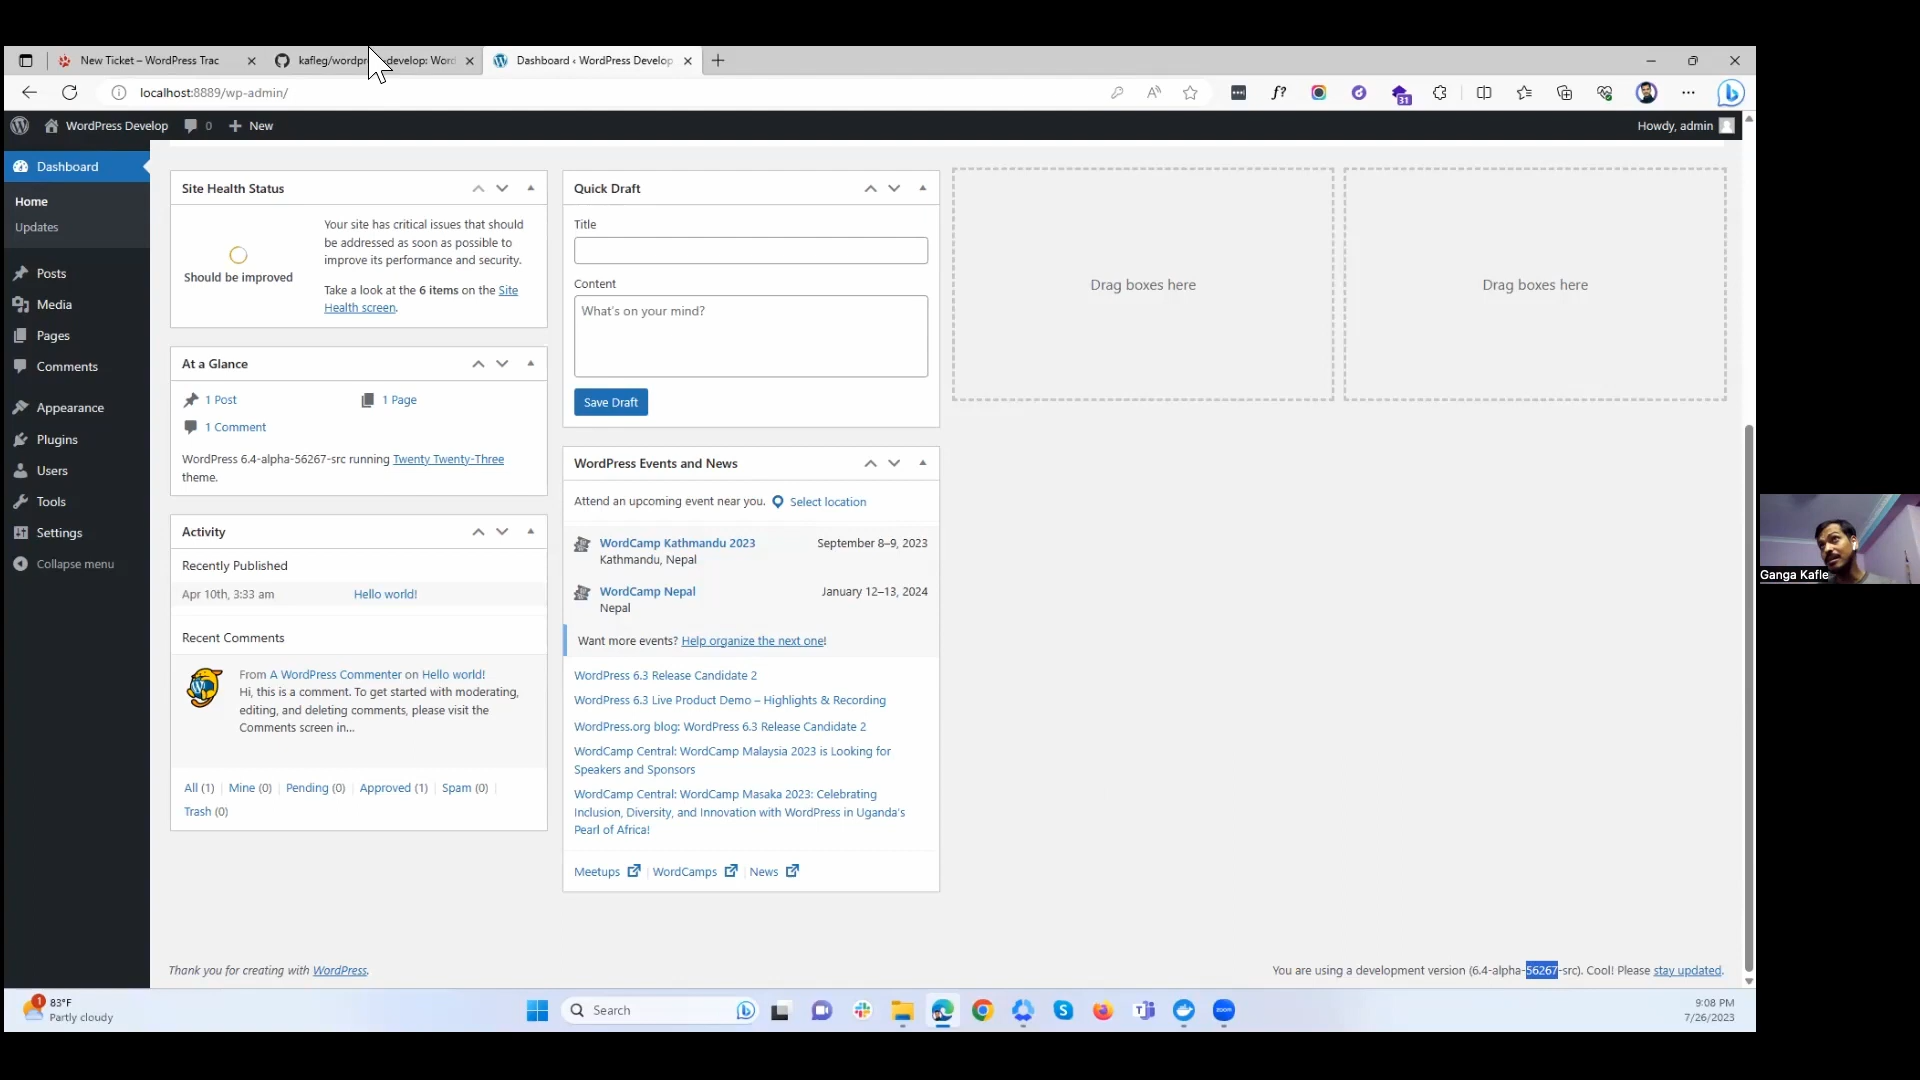 New Ticket – WordPress Trac
kafleg/wordpr develop: Word
Dashboard ‹ WordPress Develop
localhost:8889/wp-admin/
31
WordPress Develop
0
New
Howdy, admin
Dashboard
Home
Updates
Posts
Media
Pages
Comments
Appearance
Plugins
Users
Tools
Settings
Collapse menu
Site Health Status
Should be improved
Your site has critical issues that should
be addressed as soon as possible to
improve its performance and security.
Take a look at the 6 items on the Site
Health screen.
At a Glance
1 Post
1 Page
1 Comment
WordPress 6.4-alpha-56267-src running Twenty Twenty-Three
theme.
Activity
Recently Published
Apr 10th, 3:33 am
Hello world!
Recent Comments
From A WordPress Commenter on Hello world!
Hi, this is a comment. To get started with moderating,
editing, and deleting comments, please visit the
Comments screen in…
All (1) | Mine (0) | Pending (0) | Approved (1) | Spam (0) |
Trash (0)
Quick Draft
Title
Content
What's on your mind?
Save Draft
WordPress Events and News
Attend an upcoming event near you. Select location
WordCamp Kathmandu 2023
September 8–9, 2023
Kathmandu, Nepal
WordCamp Nepal
January 12–13, 2024
Nepal
Want more events? Help organize the next one!
WordPress 6.3 Release Candidate 2
WordPress 6.3 Live Product Demo – Highlights & Recording
WordPress.org blog: WordPress 6.3 Release Candidate 2
WordCamp Central: WordCamp Malaysia 2023 is Looking for
Speakers and Sponsors
WordCamp Central: WordCamp Masaka 2023: Celebrating
Inclusion, Diversity, and Innovation with WordPress in Uganda's
Pearl of Africa!
Meetups | WordCamps | News
Drag boxes here
Drag boxes here
Ganga Kafle
Thank you for creating with WordPress.
You are using a development version (6.4-alpha-56267-src). Cool! Please stay updated.
1
83°F
Partly cloudy
Search
zoom
9:08 PM
7/26/2023